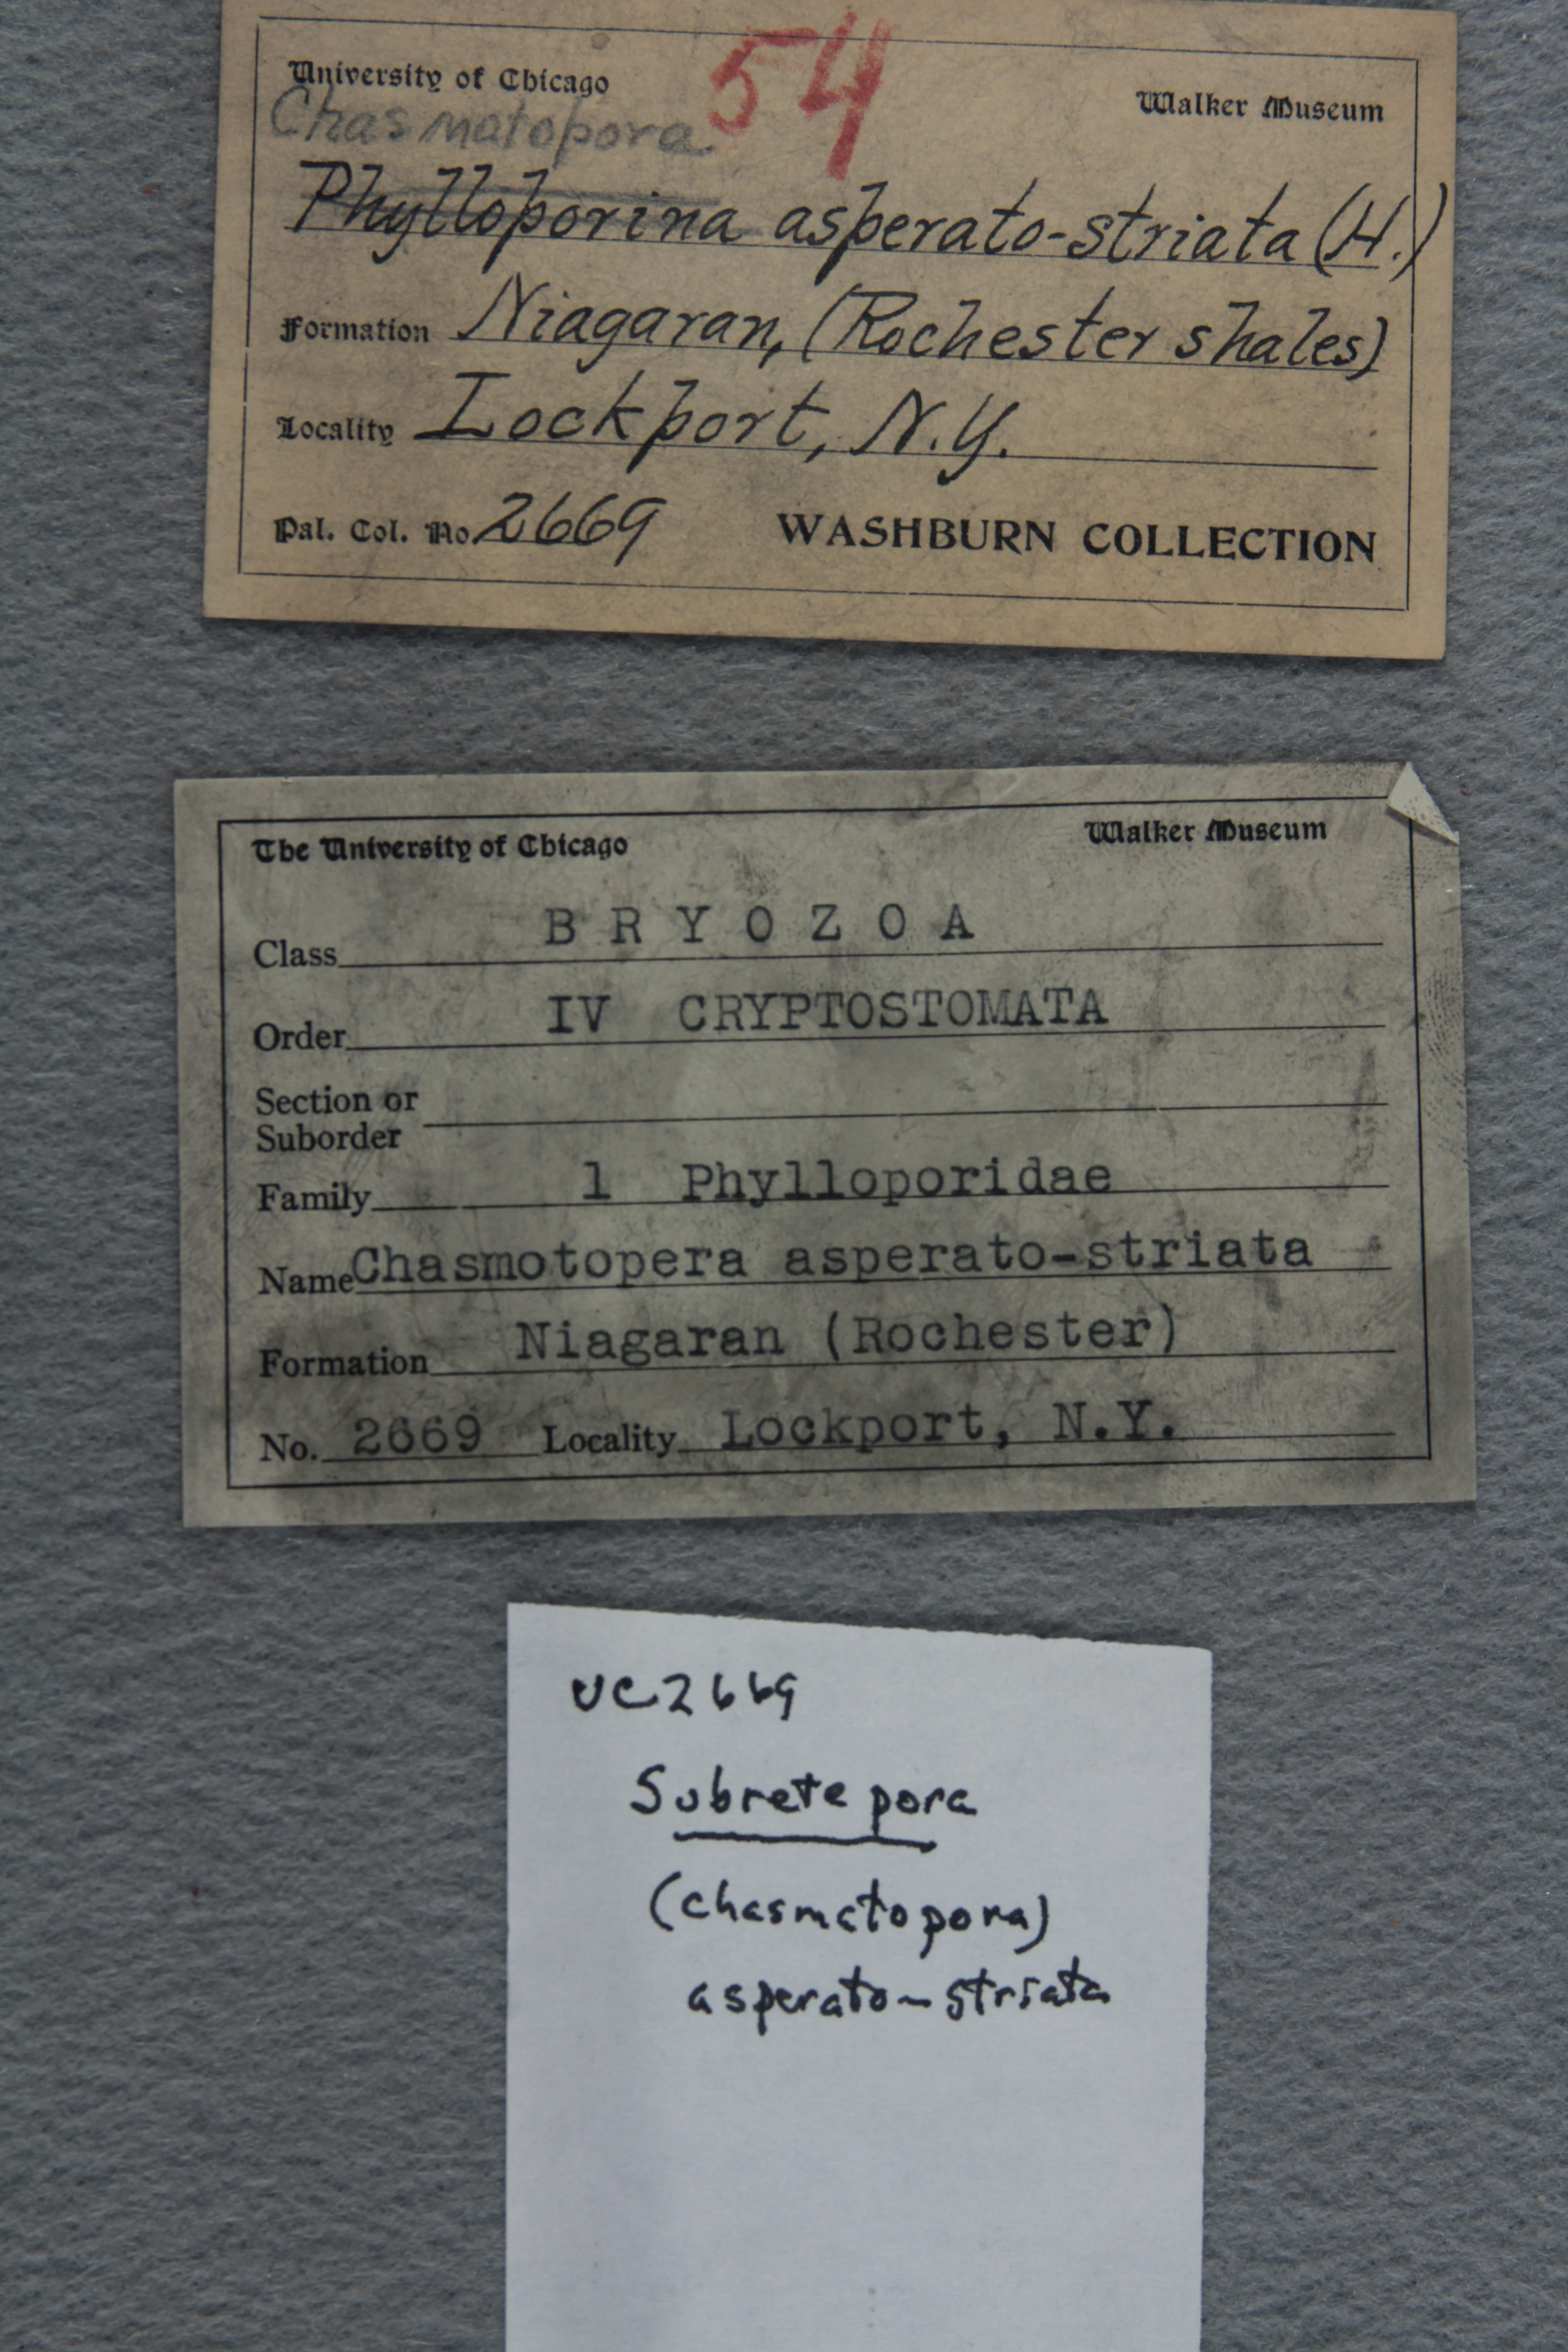 University of Chicago 54 Walker Museum
Chasmatopora
Phylloporina asperato-striata (H.)
Formation Niagaran, (Rochester shales)
Locality Lockport, N.Y.
Pal. Col. No. 2669 WASHBURN COLLECTION
The University of Chicago Walker Museum
Class B R Y O Z O A
Order IV CRYPTOSTOMATA
Section or
Suborder
Family 1 Phylloporidae
Name Chasmotopera asperato-striata
Formation Niagaran (Rochester)
No. 2669 Locality Lockport, N.Y.
UC2669
Subretepora
(chasmatopora)
asperato-striata